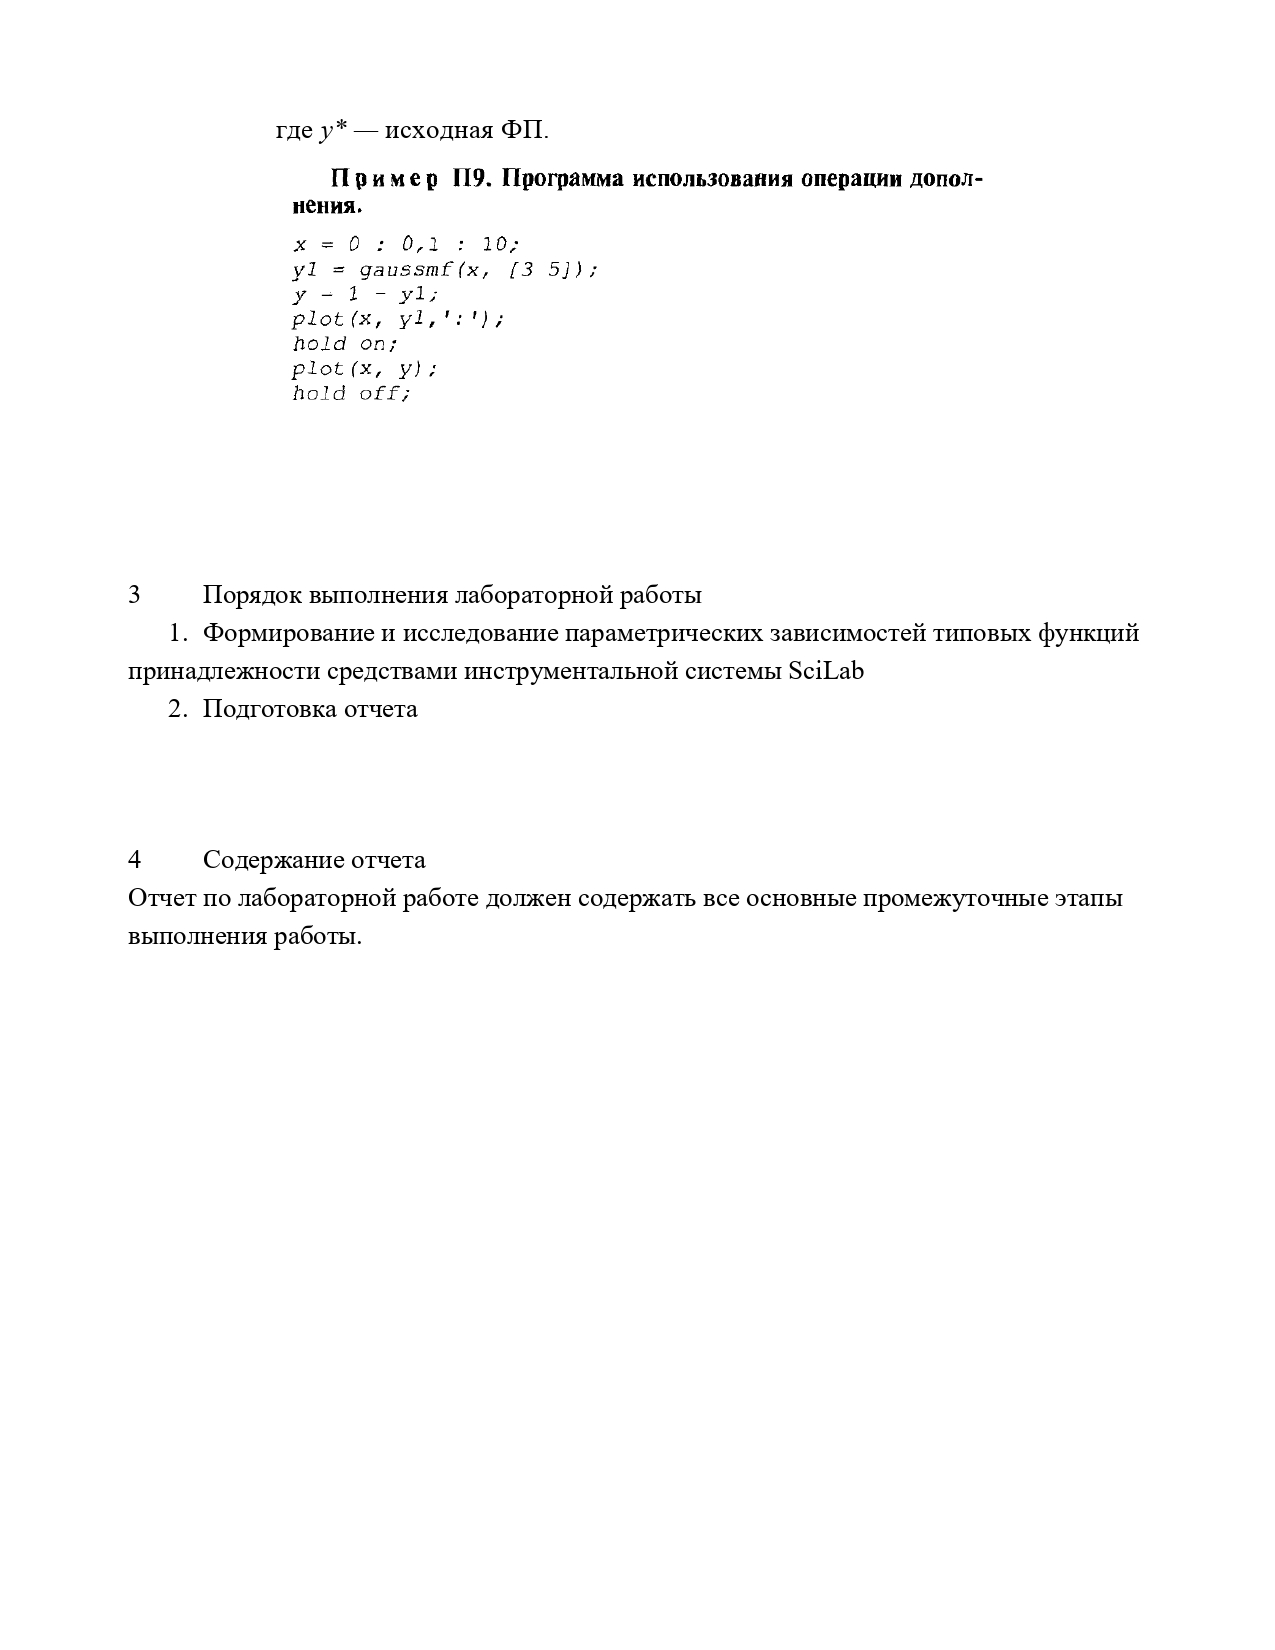 где y* — исходная ФП.
Пример П9. Программа использования операции допол-
нения.
x = 0 : 0,1 : 10;
y1 = gaussmf(x, [3 5]);
y - 1 - y1;
plot(x, y1,':');
hold on;
plot(x, y);
hold off;
3 Порядок выполнения лабораторной работы
1. Формирование и исследование параметрических зависимостей типовых функций
принадлежности средствами инструментальной системы SciLab
2. Подготовка отчета
4 Содержание отчета
Отчет по лабораторной работе должен содержать все основные промежуточные этапы
выполнения работы.